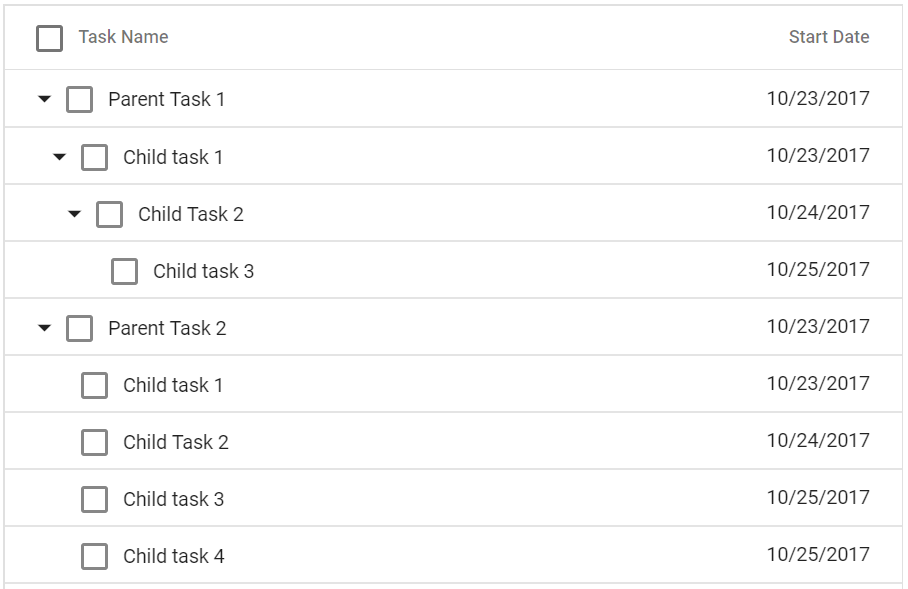 Task Name Start Date
Parent Task 1 10/23/2017
Child task 1 10/23/2017
Child Task 2 10/24/2017
Child task 3 10/25/2017
Parent Task 2 10/23/2017
Child task 1 10/23/2017
Child Task 2 10/24/2017
Child task 3 10/25/2017
Child task 4 10/25/2017